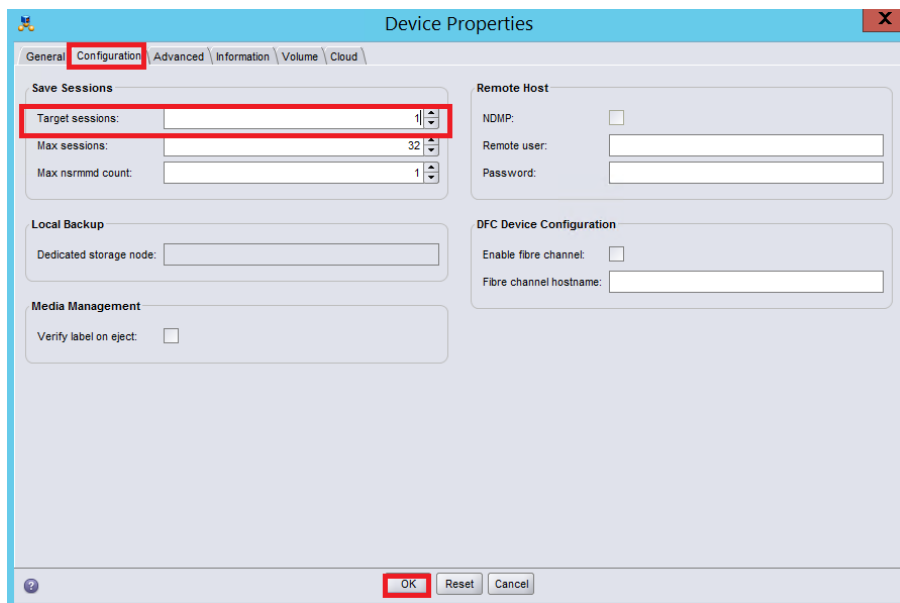 Device Properties
X
General Configuration Advanced Information Volume Cloud
Save Sessions
Target sessions: 1
Max sessions: 32
Max nsrmmd count: 1
Local Backup
Dedicated storage node:
Media Management
Verify label on eject:
Remote Host
NDMP:
Remote user:
Password:
DFC Device Configuration
Enable fibre channel:
Fibre channel hostname:
? OK Reset Cancel